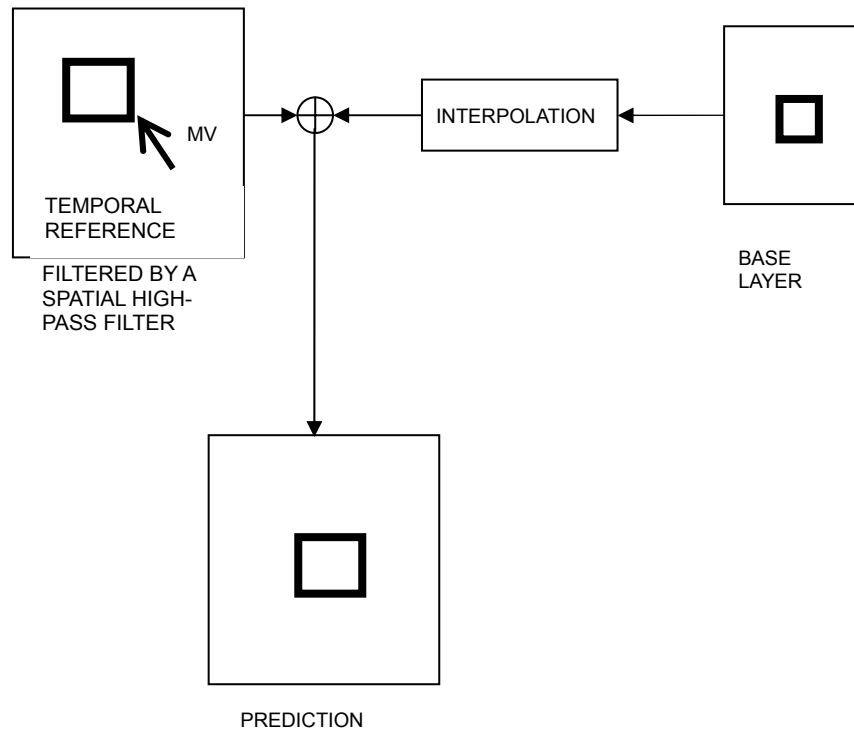 MV
INTERPOLATION
TEMPORAL
REFERENCE
FILTERED BY A
SPATIAL HIGH-
PASS FILTER
BASE
LAYER
PREDICTION